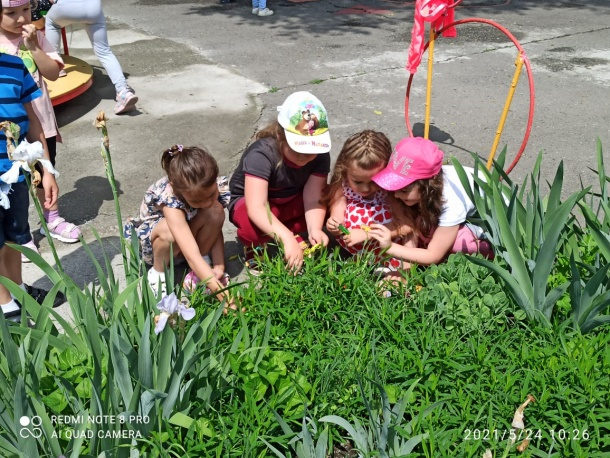 REDMI NOTE 8 PRO
AI QUAD CAMERA
2021/5/24 10:26